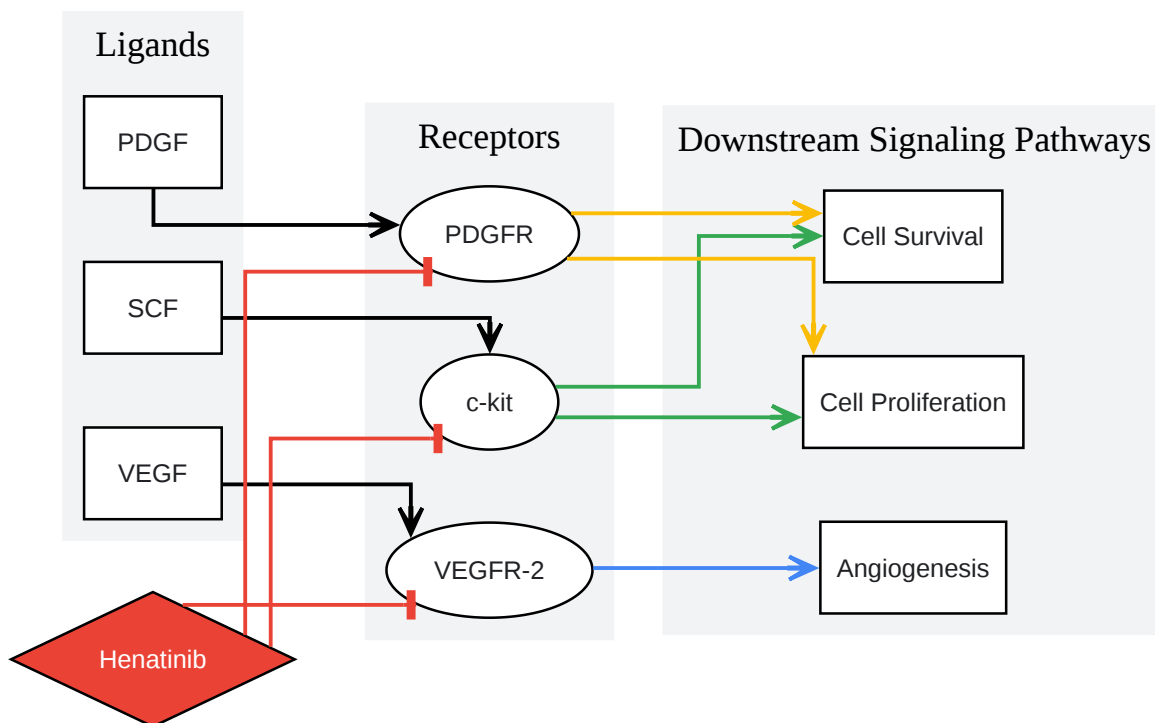 Ligands
PDGF
SCF
VEGF
Henatinib
Receptors
PDGFR
c-kit
VEGFR-2
Downstream Signaling Pathways
Cell Survival
Cell Proliferation
Angiogenesis